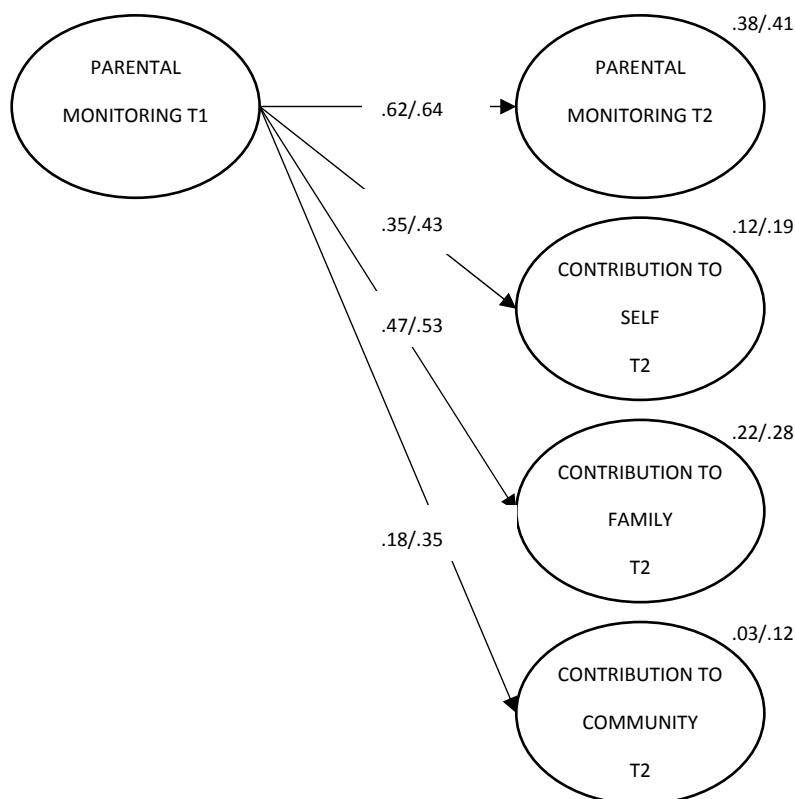 PARENTAL
MONITORING T1
.62/.64
.35/.43
.47/.53
.18/.35
.38/.41
PARENTAL
MONITORING T2
.12/.19
CONTRIBUTION TO
SELF
T2
.22/.28
CONTRIBUTION TO
FAMILY
T2
.03/.12
CONTRIBUTION TO
COMMUNITY
T2